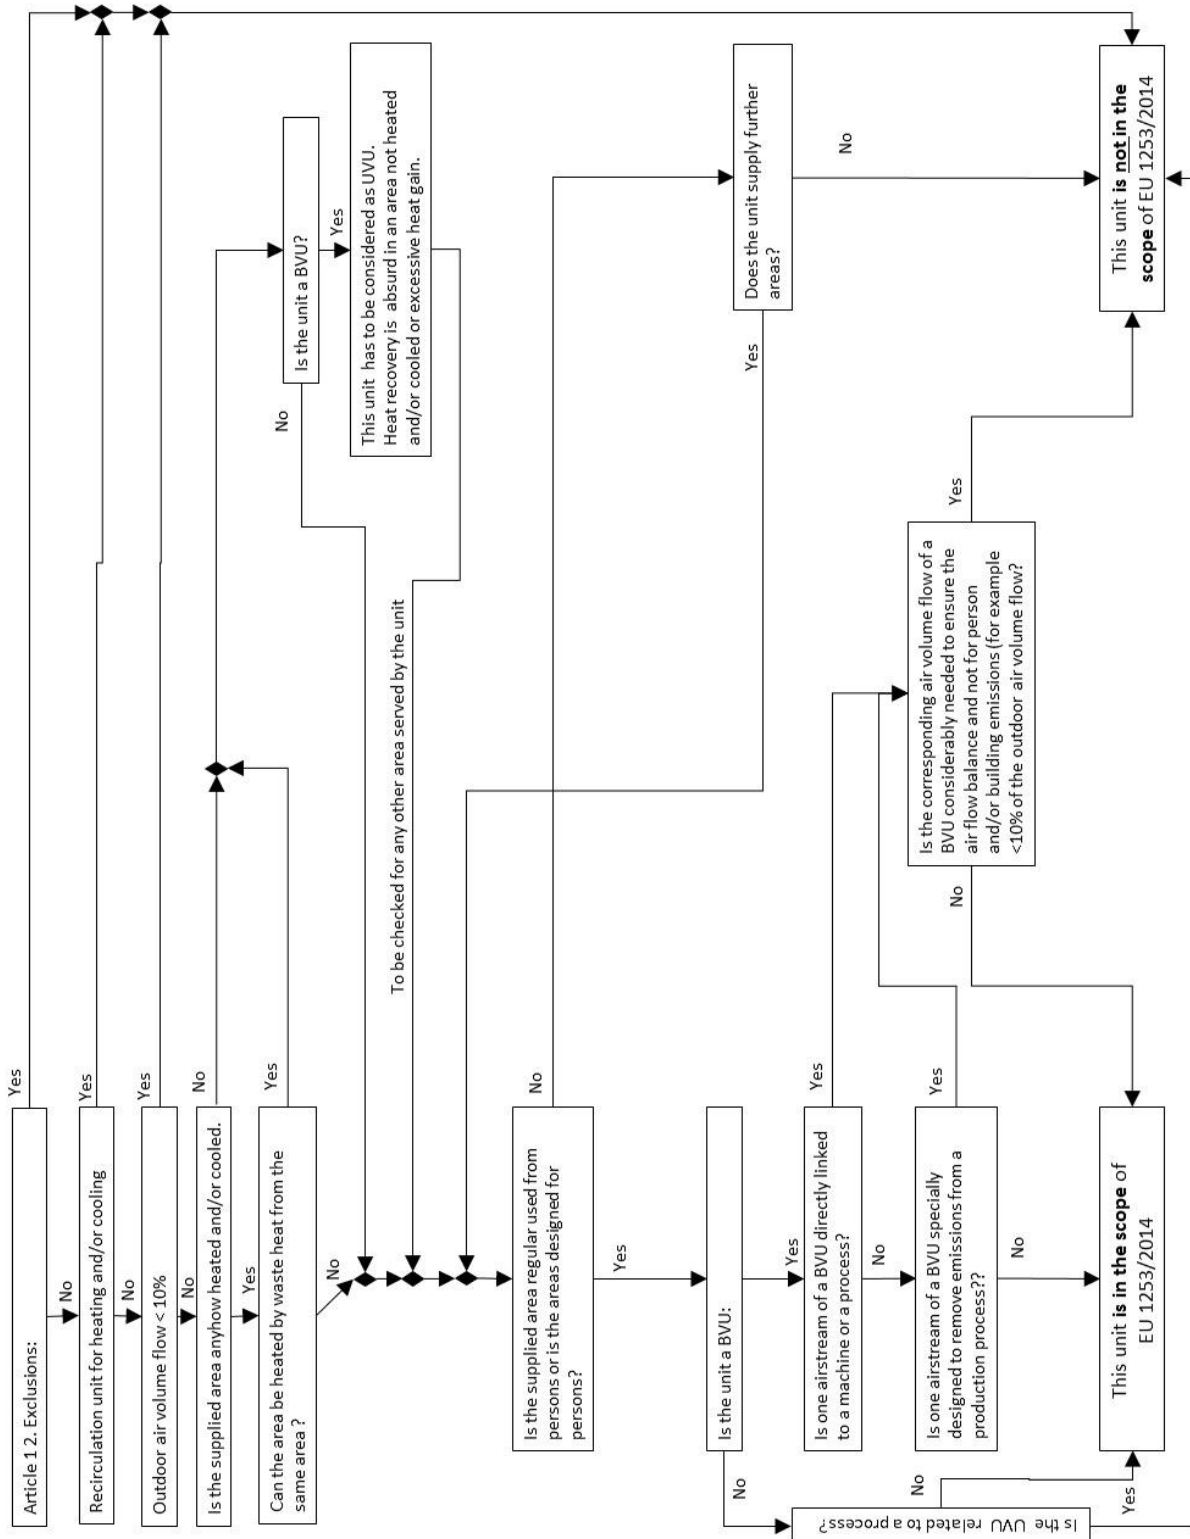 Article 1 2. Exclusions:
Yes
No
Recirculation unit for heating and/or cooling
Yes
No
Outdoor air volume flow < 10%
Yes
No
Is the supplied area anyhow heated and/or cooled.
No
Yes
Can the area be heated by waste heat from the
same area ?
Yes
No
Is the unit a BVU?
No
Yes
This unit has to be considered as UVU.
Heat recovery is absurd in an area not heated
and/or cooled or excessive heat gain.
To be checked for any other area served by the unit
Is the supplied area regular used from
persons or is the areas designed for
persons?
No
Yes
Does the unit supply further
areas?
Yes
No
Is the unit a BVU:
No
Yes
Is one airstream of a BVU directly linked
to a machine or a process?
Yes
No
Is one airstream of a BVU specially
designed to remove emissions from a
production process??
Yes
No
Is the corresponding air volume flow of a
BVU considerably needed to ensure the
air flow balance and not for person
and/or building emissions (for example
<10% of the outdoor air volume flow?
No
Yes
Is the UVU related to a process?
No
Yes
This unit is in the scope of
EU 1253/2014
This unit is not in the
scope of EU 1253/2014